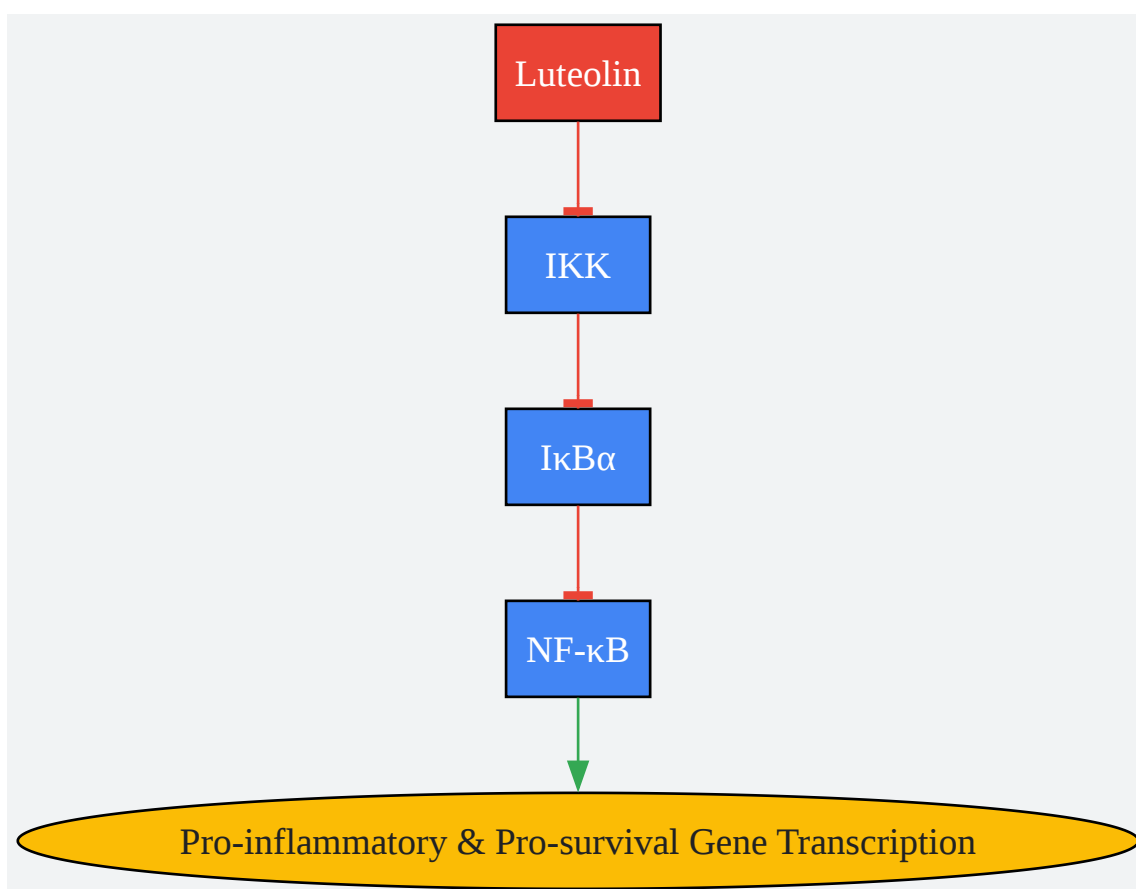 Luteolin
IKK
IκBα
NF-κB
Pro-inflammatory & Pro-survival Gene Transcription